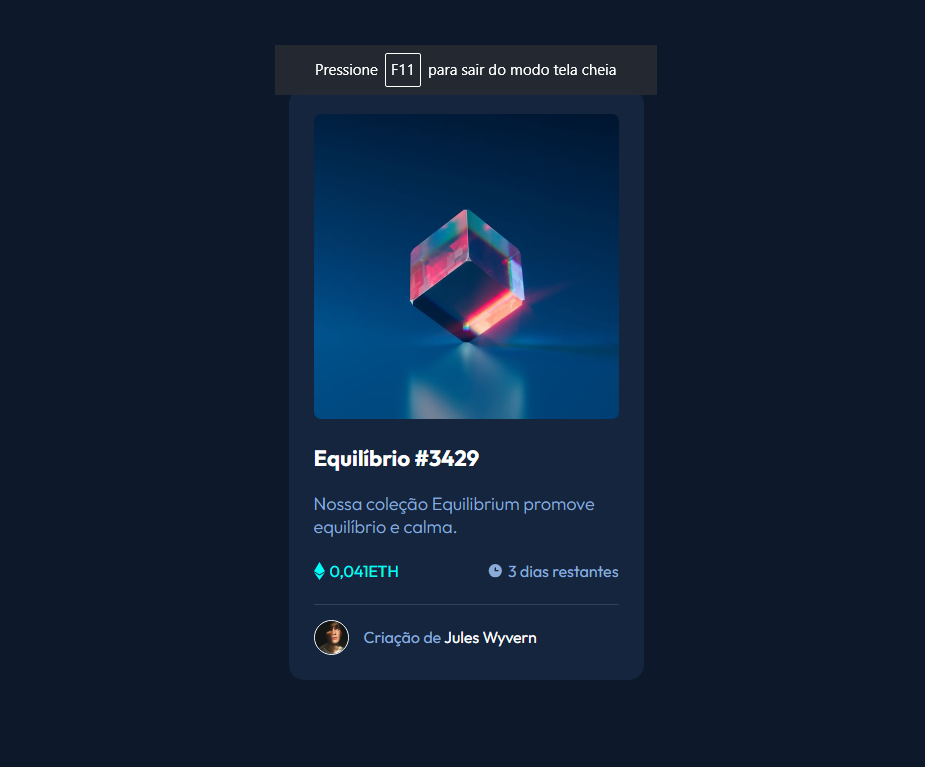 Pressione F11 para sair do modo tela cheia
Equilíbrio #3429
Nossa coleção Equilibrium promove
equilíbrio e calma.
0,041ETH
3 dias restantes
Criação de Jules Wyvern